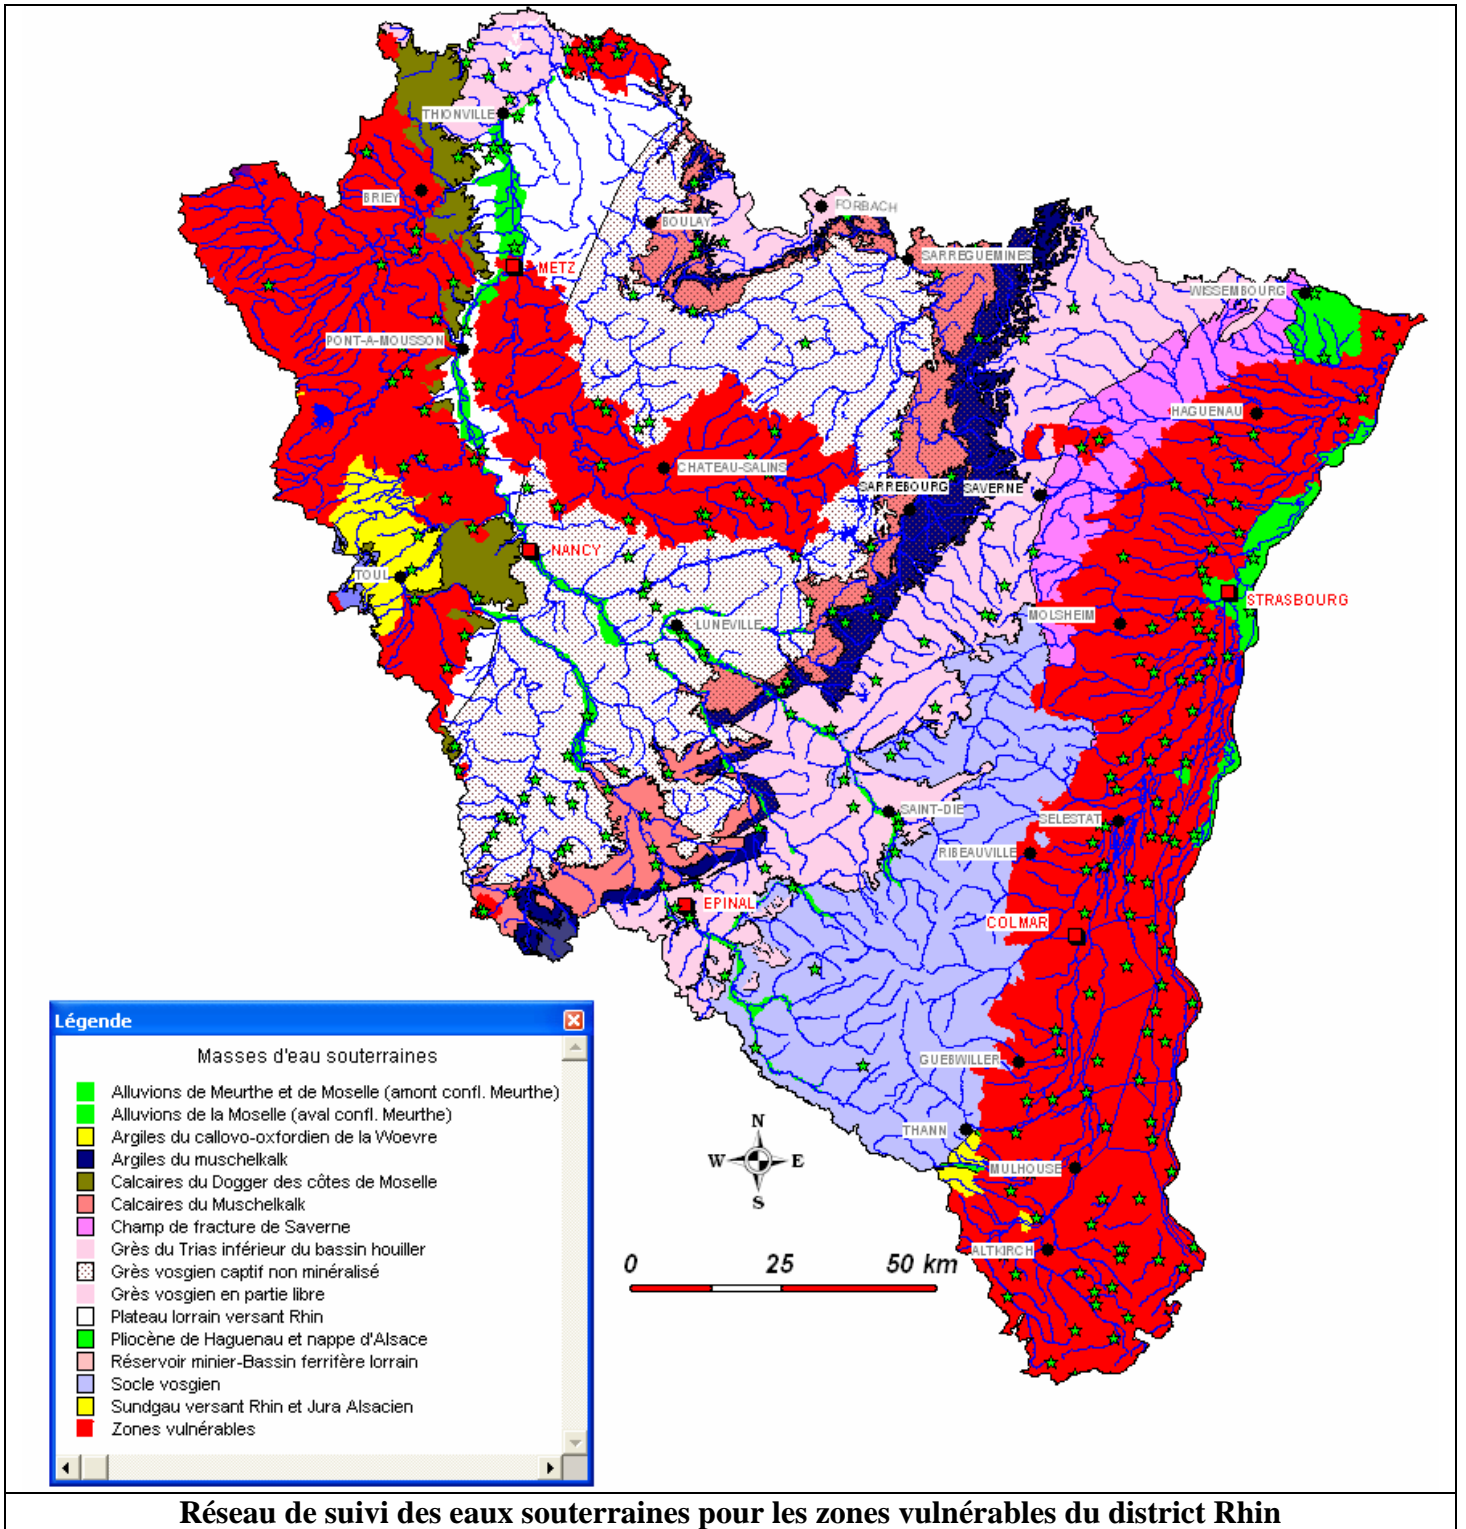 THIONVILLE
BRIEY
FORBACH
BOULAY
METZ
SARREGUEMINES
WISSEMBOURG
PONT-A-MOUSSON
HAGUENAU
CHATEAU-SALINS
SARREBOURG
SAVERNE
NANCY
TOUL
STRASBOURG
LUNEVILLE
MOLSHEIM
SAINT-DIE
SELESTAT
RIBEAUVILLE
EPINAL
COLMAR
GUEBWILLER
THANN
MULHOUSE
ALTKIRCH
N
W E
S
0 25 50 km
Légende
Masses d'eau souterraines
Alluvions de Meurthe et de Moselle (amont confl. Meurthe)
Alluvions de la Moselle (aval confl. Meurthe)
Argiles du callovo-oxfordien de la Woevre
Argiles du muschelkalk
Calcaires du Dogger des côtes de Moselle
Calcaires du Muschelkalk
Champ de fracture de Saverne
Grès du Trias inférieur du bassin houiller
Grès vosgien captif non minéralisé
Grès vosgien en partie libre
Plateau lorrain versant Rhin
Pliocène de Haguenau et nappe d'Alsace
Réservoir minier-Bassin ferrifère lorrain
Socle vosgien
Sundgau versant Rhin et Jura Alsacien
Zones vulnérables
Réseau de suivi des eaux souterraines pour les zones vulnérables du district Rhin